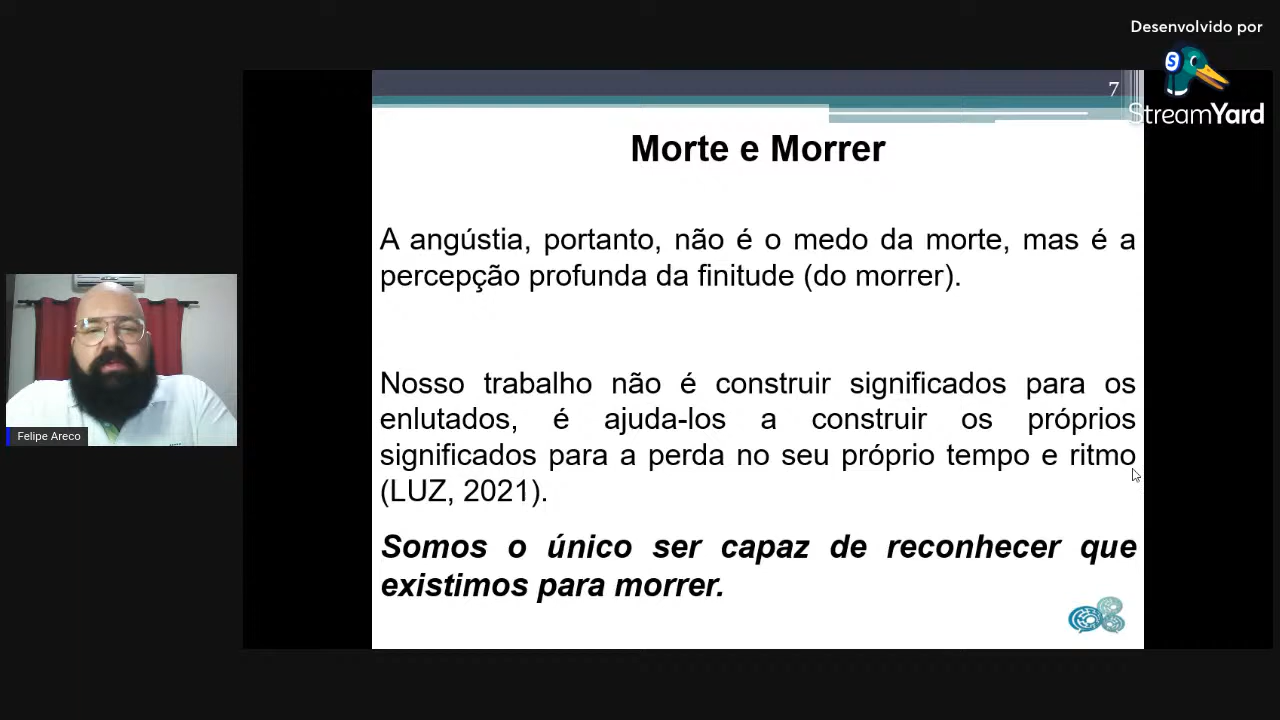 Desenvolvido por
StreamYard
7
Morte e Morrer
A angústia, portanto, não é o medo da morte, mas é a
percepção profunda da finitude (do morrer).
Nosso trabalho não é construir significados para os
enlutados, é ajuda-los a construir os próprios
significados para a perda no seu próprio tempo e ritmo
(LUZ, 2021).
Somos o único ser capaz de reconhecer que
existimos para morrer.
Felipe Areco